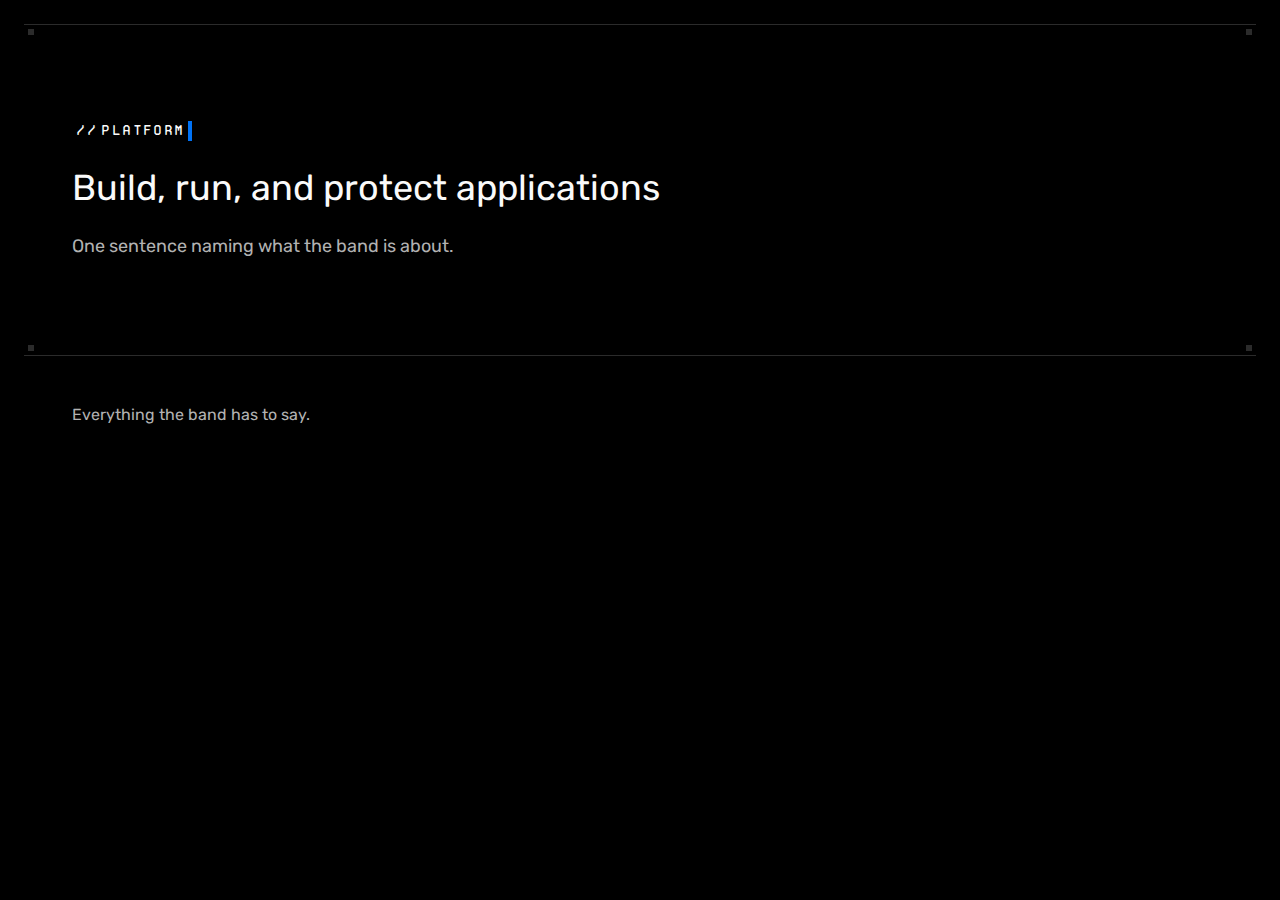 //PLATFORM
Build, run, and protect applications
One sentence naming what the band is about.
Everything the band has to say.